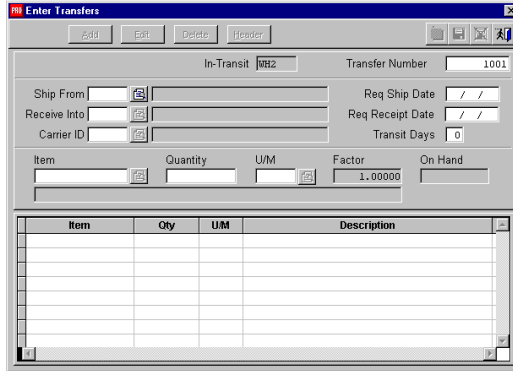 PRO Enter Transfers
Add Edit Delete Header
In-Transit WH2 Transfer Number 1001
Ship From Req Ship Date / /
Receive Into Req Receipt Date / /
Carrier ID Transit Days 0
Item Quantity U/M Factor On Hand
1.00000
Item Qty U/M Description